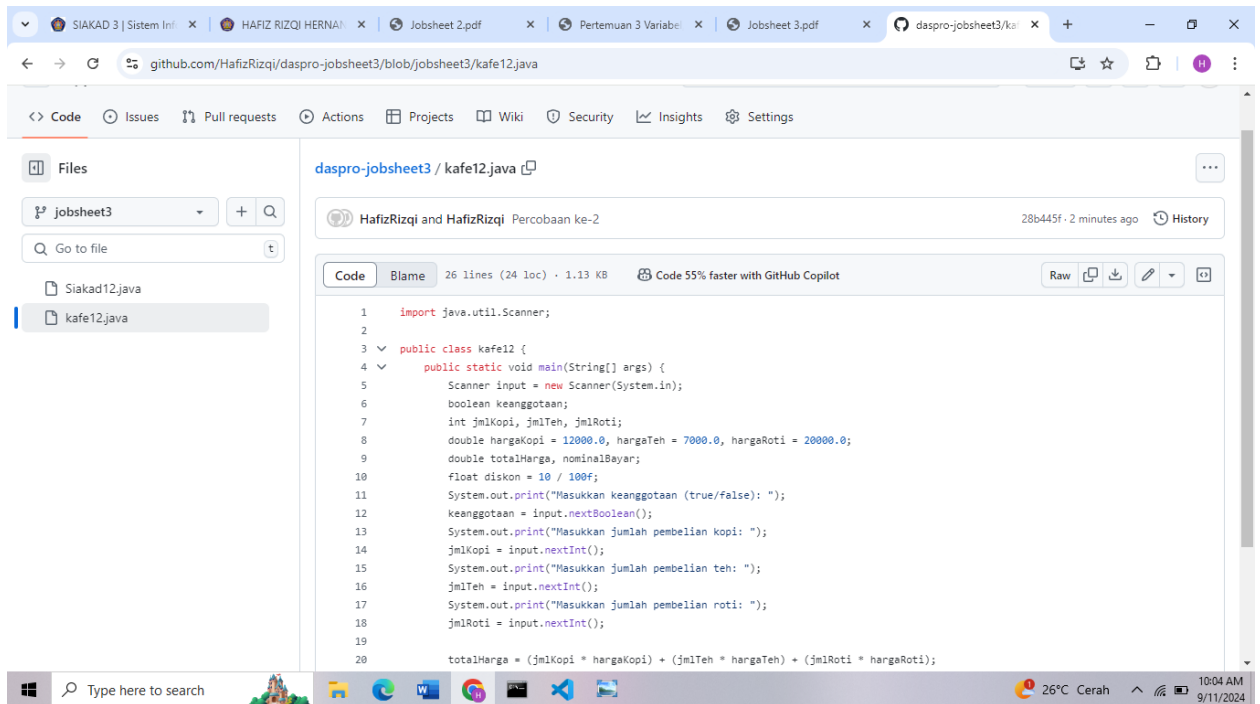 SIAKAD 3 | Sistem Inf
HAFIZ RIZQI HERNAN
Jobsheet 2.pdf
Pertemuan 3 Variabel
Jobsheet 3.pdf
daspro-jobsheet3/kaf
github.com/HafizRizqi/daspro-jobsheet3/blob/jobsheet3/kafe12.java
H
<> Code Issues Pull requests Actions Projects Wiki Security Insights Settings
Files
jobsheet3
Go to file t
Siakad12.java
kafe12.java
daspro-jobsheet3 / kafe12.java
HafizRizqi and HafizRizqi Percobaan ke-2
28b445f · 2 minutes ago History
Code Blame 26 lines (24 loc) · 1.13 KB Code 55% faster with GitHub Copilot Raw
1 import java.util.Scanner;
2
3 public class kafe12 {
4 public static void main(String[] args) {
5 Scanner input = new Scanner(System.in);
6 boolean keanggotaan;
7 int jmlKopi, jmlTeh, jmlRoti;
8 double hargaKopi = 12000.0, hargaTeh = 7000.0, hargaRoti = 20000.0;
9 double totalHarga, nominalBayar;
10 float diskon = 10 / 100f;
11 System.out.print("Masukkan keanggotaan (true/false): ");
12 keanggotaan = input.nextBoolean();
13 System.out.print("Masukkan jumlah pembelian kopi: ");
14 jmlKopi = input.nextInt();
15 System.out.print("Masukkan jumlah pembelian teh: ");
16 jmlTeh = input.nextInt();
17 System.out.print("Masukkan jumlah pembelian roti: ");
18 jmlRoti = input.nextInt();
19
20 totalHarga = (jmlKopi * hargaKopi) + (jmlTeh * hargaTeh) + (jmlRoti * hargaRoti);
Type here to search
26°C Cerah
10:04 AM
9/11/2024